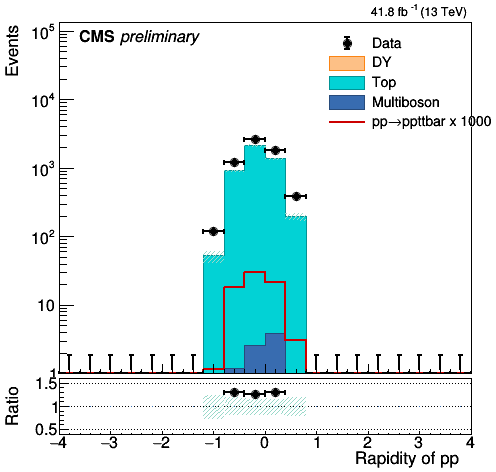 41.8 fb⁻¹ (13 TeV)
Events
CMS preliminary
Data
DY
Top
Multiboson
pp→ppttbar x 1000
10⁵
10⁴
10³
10²
10
1
Ratio
1.5
1
0.5
−4 −3 −2 −1 0 1 2 3 4
Rapidity of pp